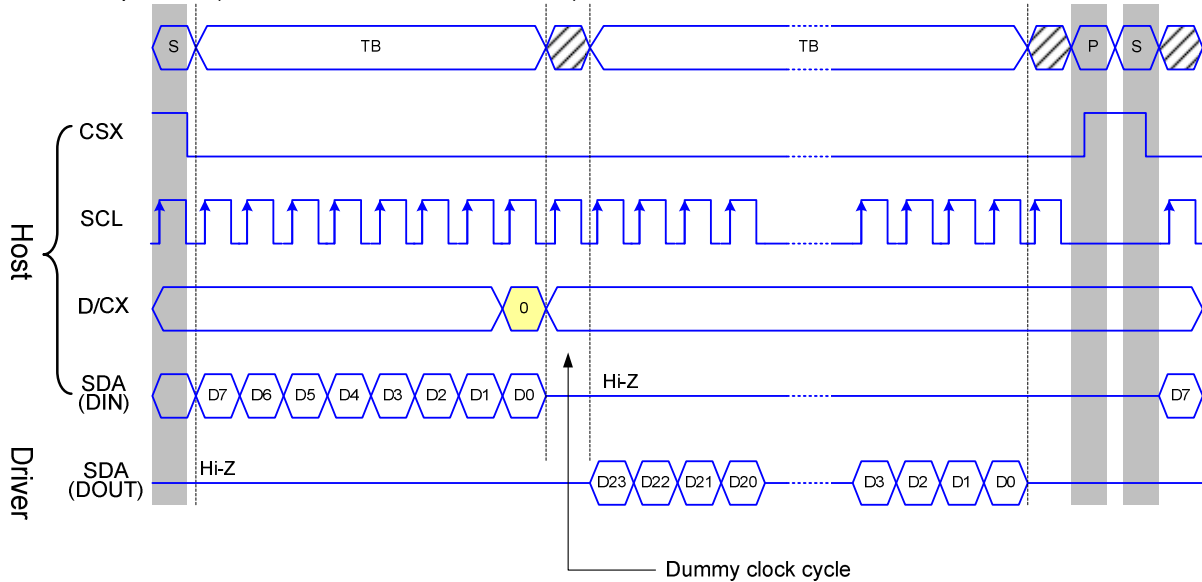 S TB TB P S
CSX
SCL
D/CX 0
Host
SDA
(DIN) D7 D6 D5 D4 D3 D2 D1 D0 Hi-Z D7
Driver
SDA
(DOUT) Hi-Z D23 D22 D21 D20 D3 D2 D1 D0
Dummy clock cycle